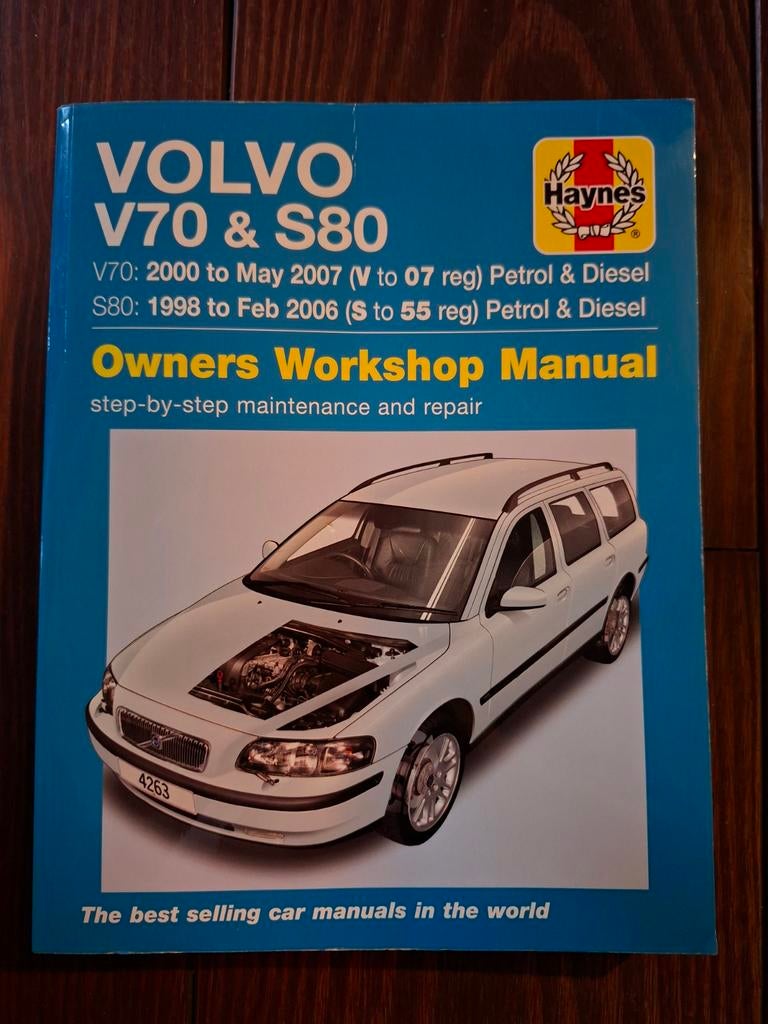 VOLVO
V70 & S80
Haynes
®
V70: 2000 to May 2007 (V to 07 reg) Petrol & Diesel
S80: 1998 to Feb 2006 (S to 55 reg) Petrol & Diesel
Owners Workshop Manual
step-by-step maintenance and repair
4263
The best selling car manuals in the world